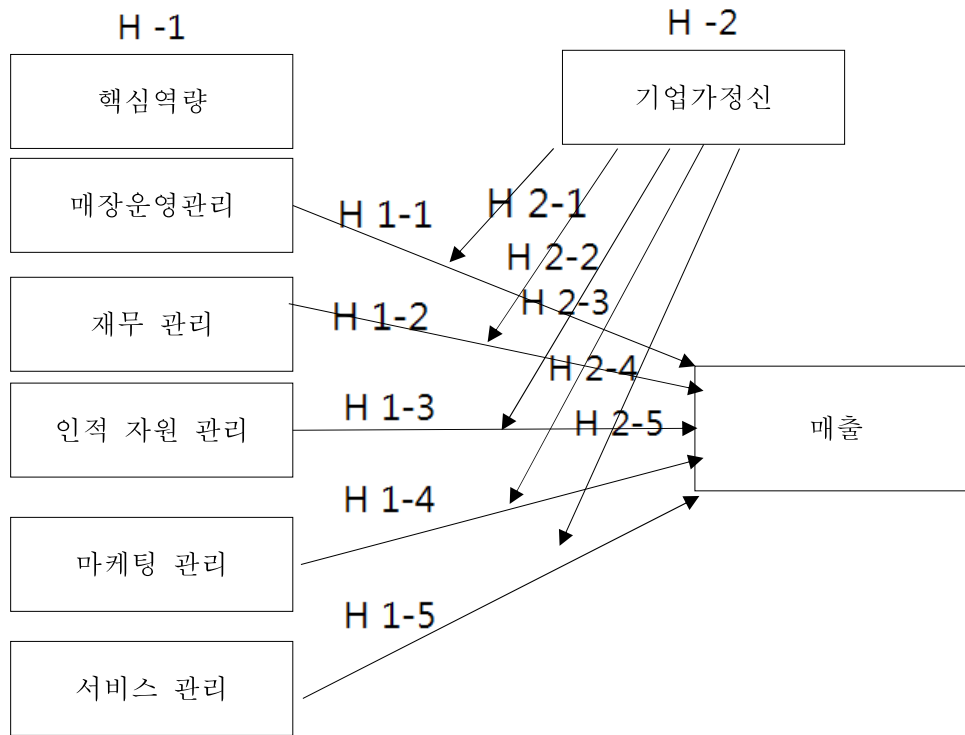 H -1
H -2
핵심역량
기업가정신
매장운영관리
H 1-1
H 2-1
H 2-2
재무 관리
H 1-2
H 2-3
H 2-4
인적 자원 관리
H 1-3
H 2-5
매출
H 1-4
마케팅 관리
H 1-5
서비스 관리